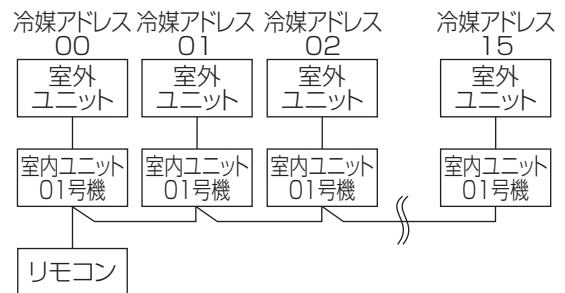 冷媒アドレス 冷媒アドレス 冷媒アドレス 冷媒アドレス
00 01 02 15
室外 室外 室外 室外
ユニット ユニット ユニット ユニット
室内ユニット 室内ユニット 室内ユニット 室内ユニット
01号機 01号機 01号機 01号機
リモコン